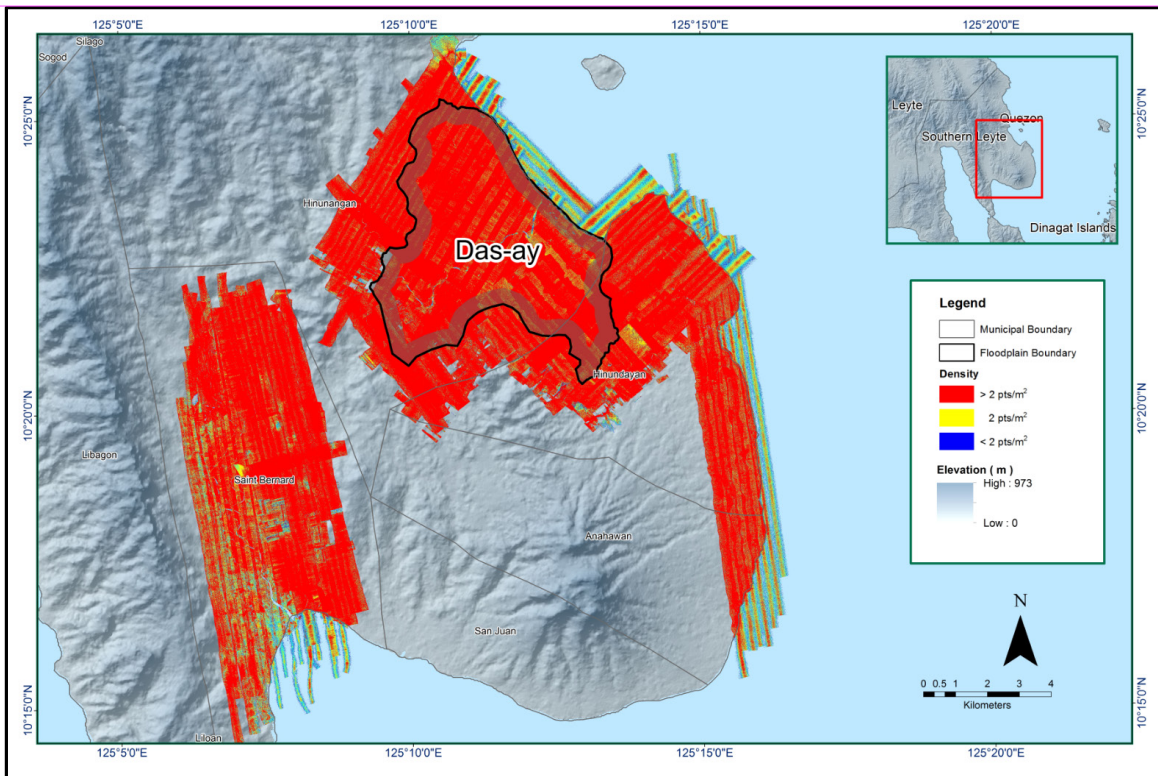 125°5'0"E
125°10'0"E
125°15'0"E
125°20'0"E
Silago
Sogod
10°25'0"N
10°25'0"N
Leyte
Quezon
Southern Leyte
Dinagat Islands
Hinunangan
Das-ay
Hinundayan
Legend
Municipal Boundary
Floodplain Boundary
Density
> 2 pts/m²
2 pts/m²
< 2 pts/m²
Elevation ( m )
High : 973
Low : 0
10°20'0"N
10°20'0"N
Libagon
Saint Bernard
Anahawan
San Juan
N
0 0.5 1 2 3 4
Kilometers
10°15'0"N
10°15'0"N
Liloan
125°5'0"E
125°10'0"E
125°15'0"E
125°20'0"E